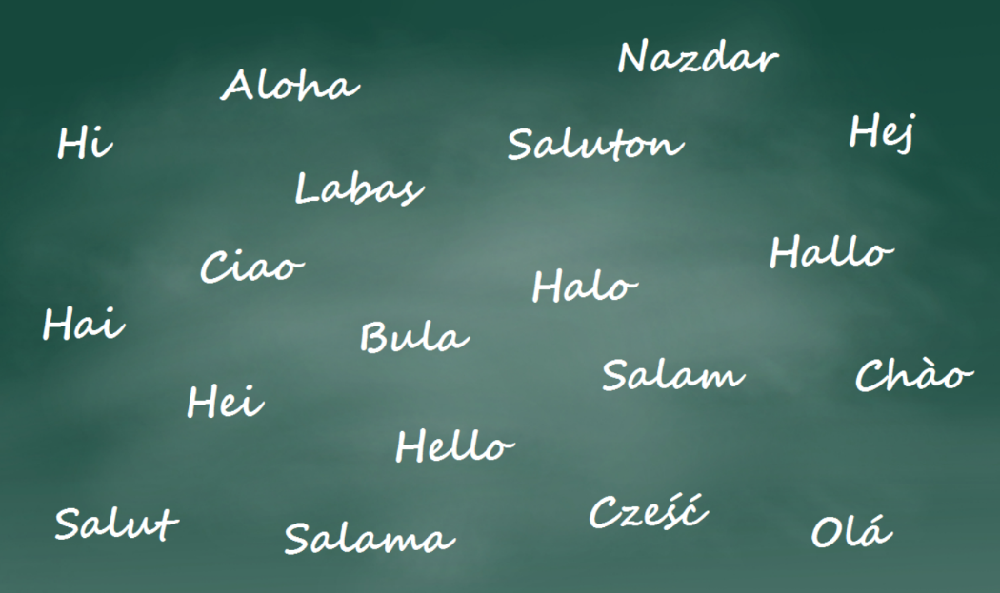 Nazdar
Aloha
Hej
Hi
Saluton
Labas
Hallo
Ciao
Halo
Hai
Bula
Salam
Chào
Hei
Hello
Cześć
Salut
Olá
Salama